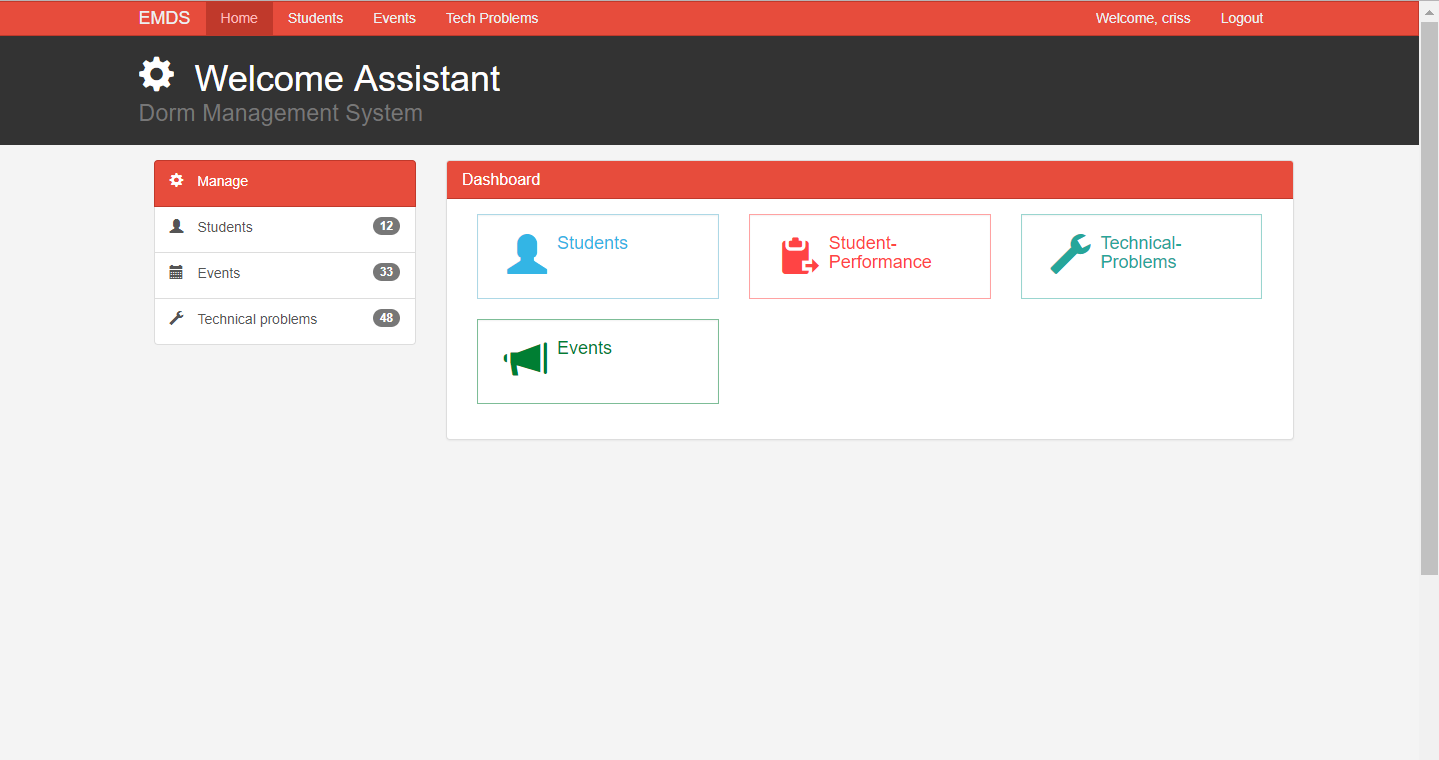 EMDS Home Students Events Tech Problems Welcome, criss Logout
Welcome Assistant
Dorm Management System
Manage
Students 12
Events 33
Technical problems 48
Dashboard
Students
Student-
Performance
Technical-
Problems
Events